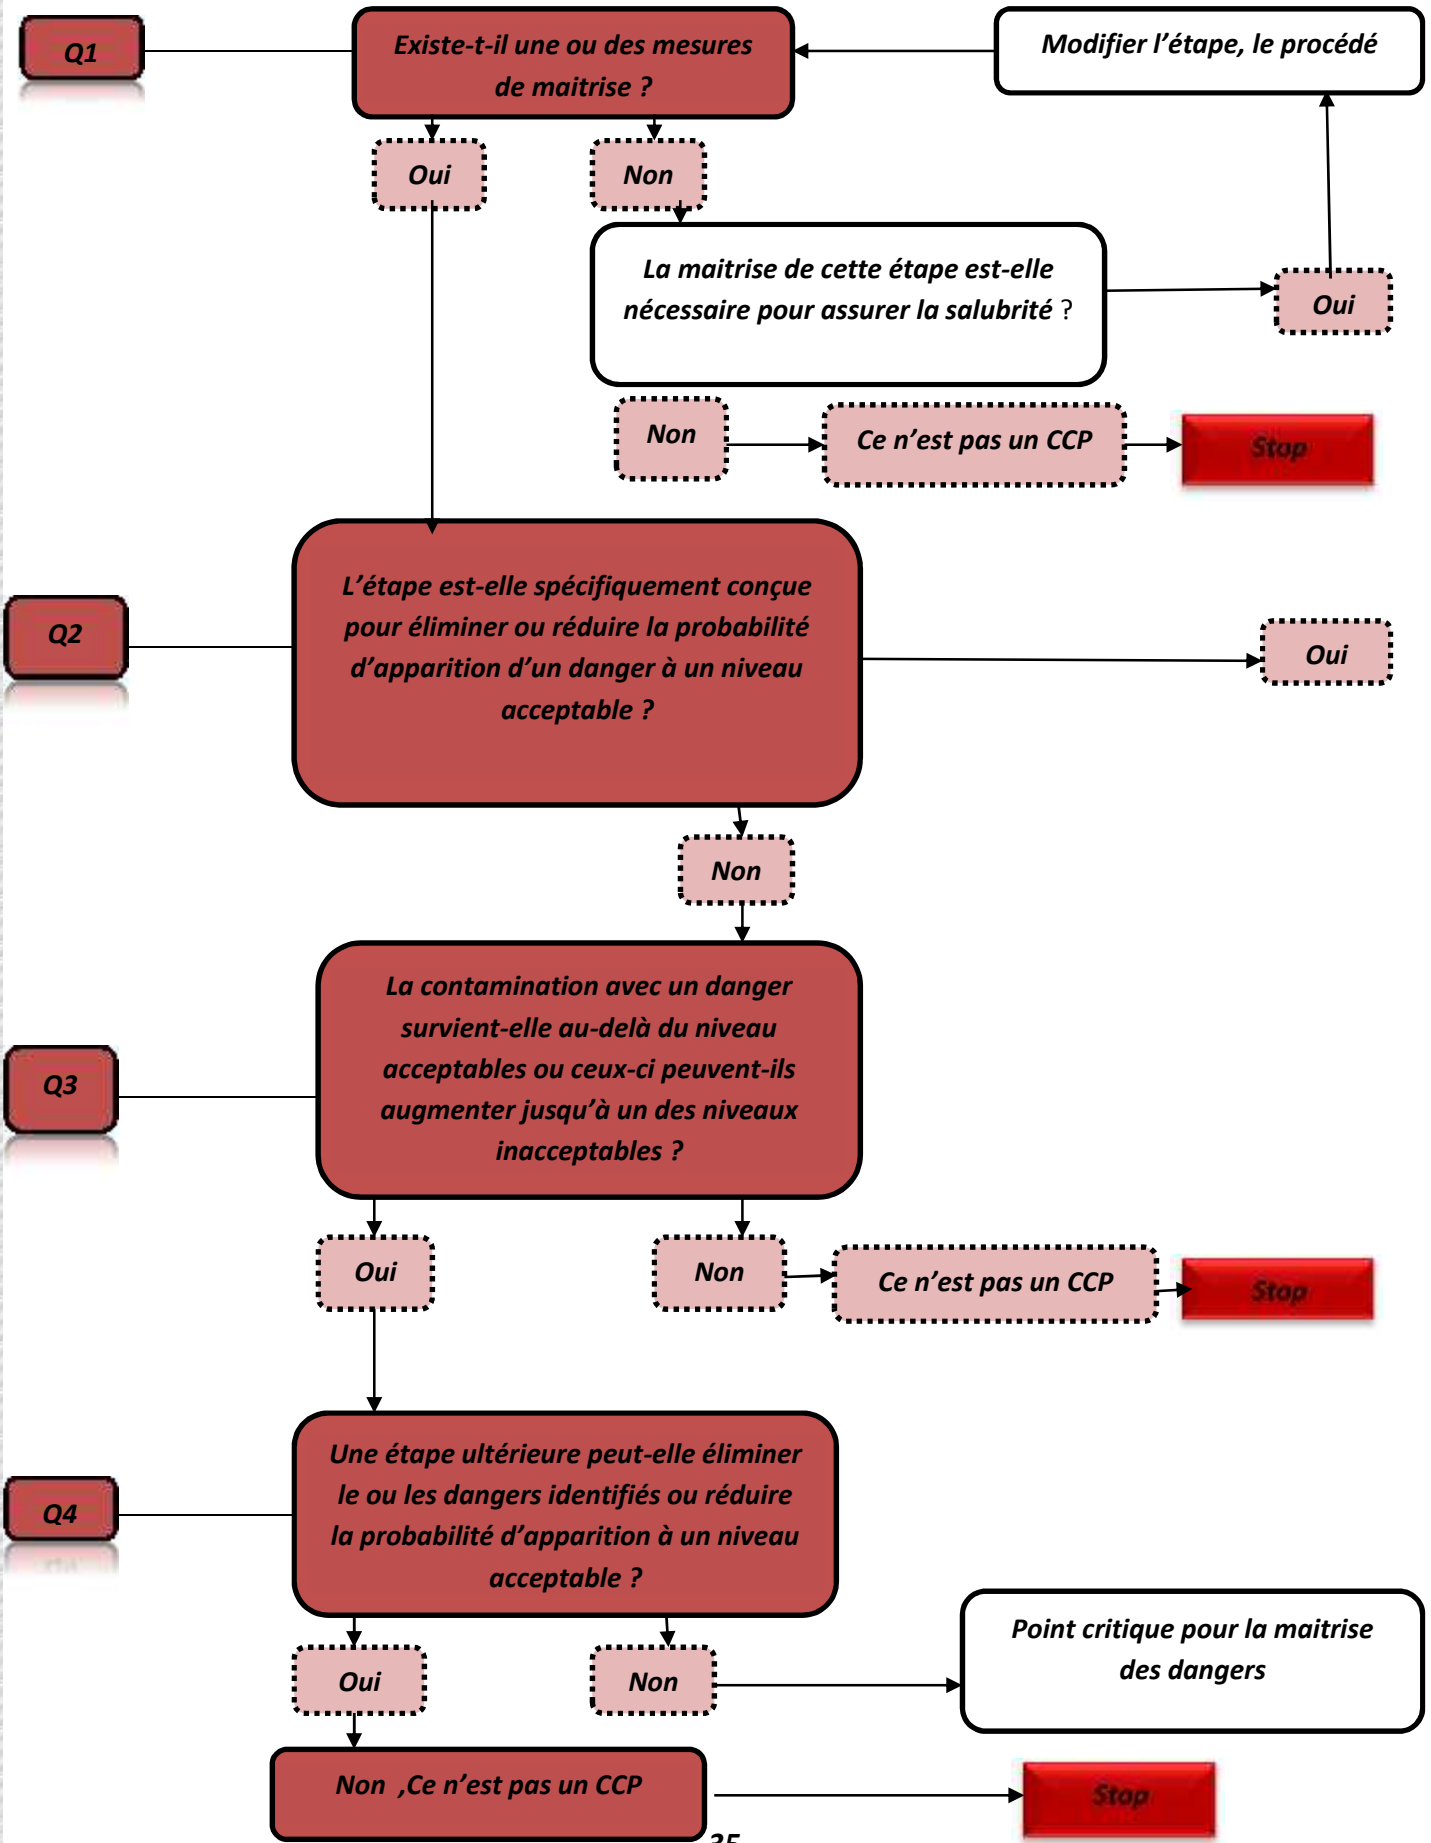 Q1
Existe-t-il une ou des mesures
de maitrise ?
Modifier l’étape, le procédé
Oui
Non
La maitrise de cette étape est-elle
nécessaire pour assurer la salubrité ?
Oui
Non
Ce n’est pas un CCP
Stop
Q2
L’étape est-elle spécifiquement conçue
pour éliminer ou réduire la probabilité
d’apparition d’un danger à un niveau
acceptable ?
Oui
Non
Q3
La contamination avec un danger
survient-elle au-delà du niveau
acceptables ou ceux-ci peuvent-ils
augmenter jusqu’à un des niveaux
inacceptables ?
Oui
Non
Ce n’est pas un CCP
Stop
Q4
Une étape ultérieure peut-elle éliminer
le ou les dangers identifiés ou réduire
la probabilité d’apparition à un niveau
acceptable ?
Oui
Non
Point critique pour la maitrise
des dangers
Non ,Ce n’est pas un CCP
Stop
35